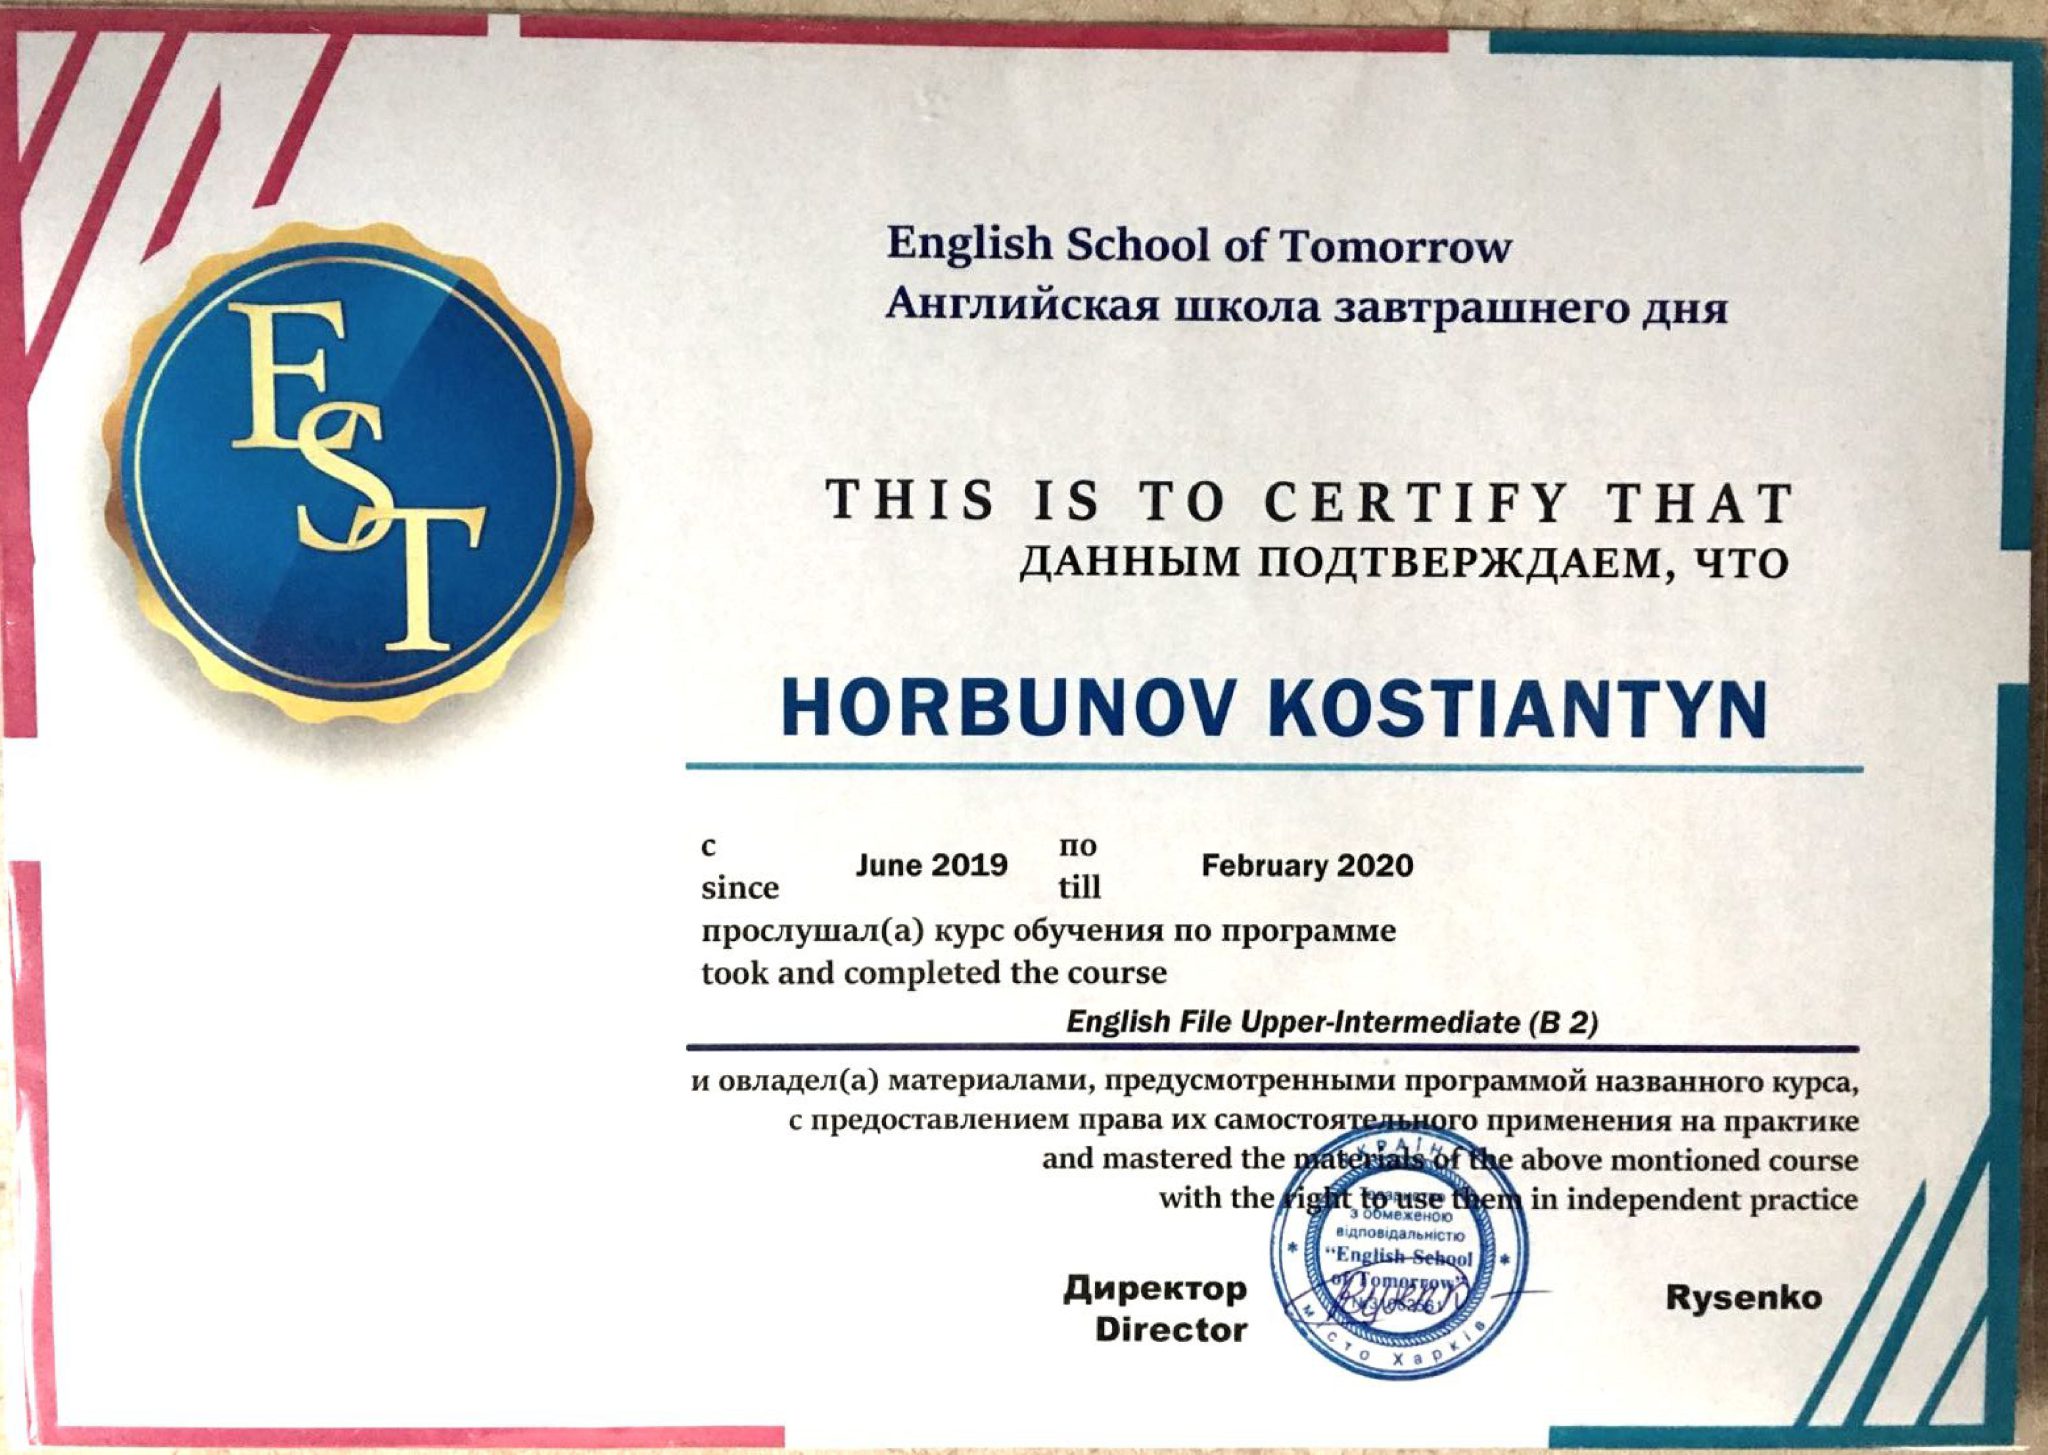 EST
English School of Tomorrow
Английская школа завтрашнего дня
THIS IS TO CERTIFY THAT
ДАННЫМ ПОДТВЕРЖДАЕМ, ЧТО
HORBUNOV KOSTIANTYN
с June 2019 по February 2020
since till
прослушал(а) курс обучения по программе
took and completed the course
English File Upper-Intermediate (B 2)
и овладел(а) материалами, предусмотренными программой названного курса,
с предоставлением права их самостоятельного применения на практике
and mastered the materials of the above montioned course
with the right to use them in independent practice
Директор
Director
Rysenko
УКРАЇНА
Товариство
з обмеженою
відповідальністю
“English School
of Tomorrow”
місто Харків